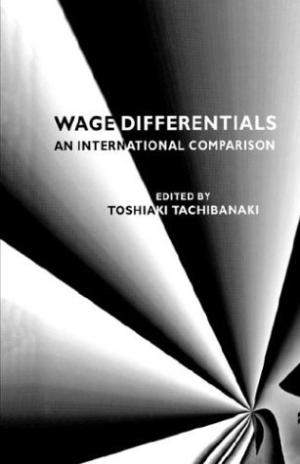 WAGE DIFFERENTIALS
AN INTERNATIONAL COMPARISON
EDITED BY
TOSHIAKI TACHIBANAKI